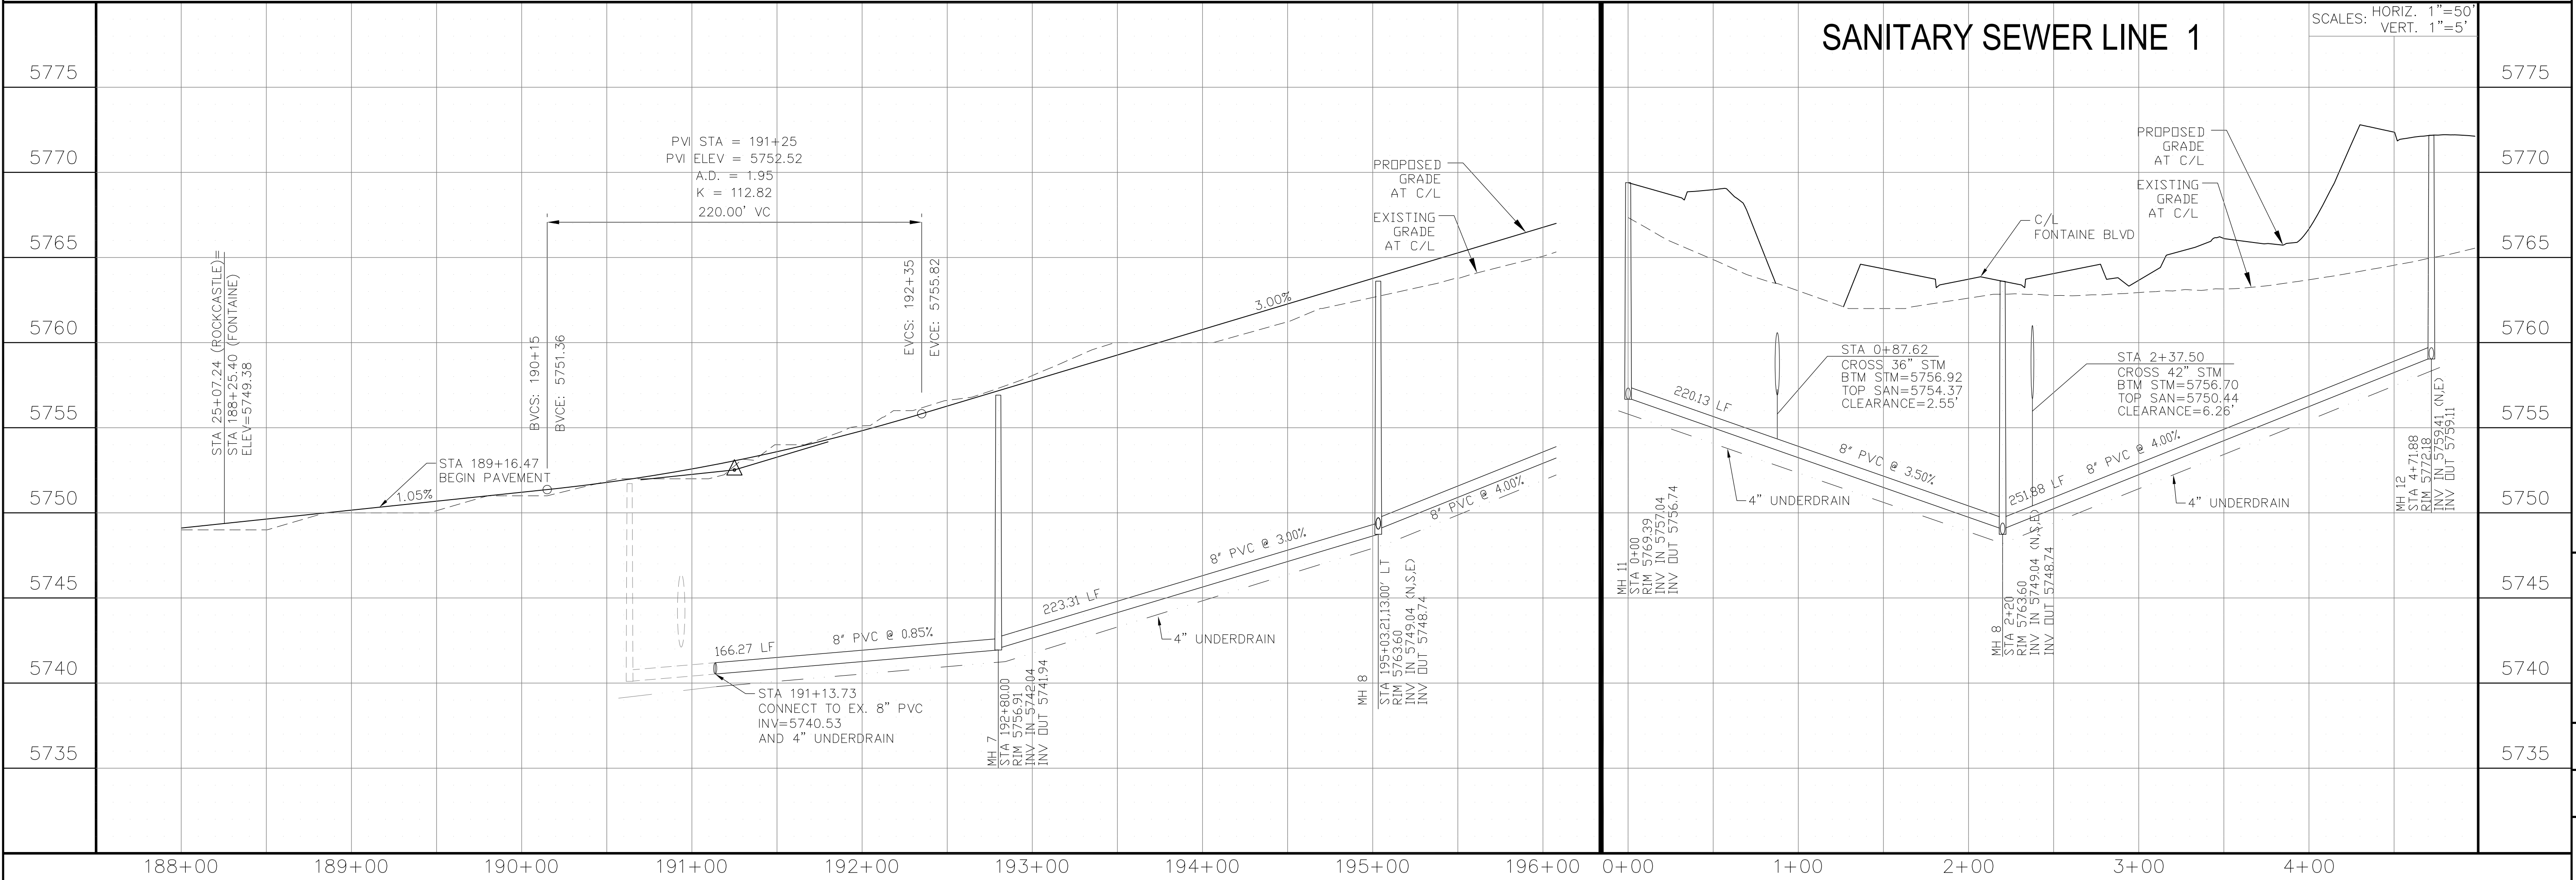 SANITARY SEWER LINE 1
SCALES: HORIZ. 1"=50'
VERT. 1"=5'
5775
5770
5765
5760
5755
5750
5745
5740
5735
STA 25+07.24 (ROCKCASTLE)=
STA 188+25.40 (FONTAINE)
ELEV=5749.38
STA 189+16.47
BEGIN PAVEMENT
1.05%
PVI STA = 191+25
PVI ELEV = 5752.52
A.D. = 1.95
K = 112.82
220.00' VC
BVCS: 190+15
BVCE: 5751.36
EVCS: 192+35
EVCE: 5755.82
3.00%
PROPOSED
GRADE
AT C/L
EXISTING
GRADE
AT C/L
166.27 LF
8" PVC @ 0.85%
STA 191+13.73
CONNECT TO EX. 8" PVC
INV=5740.53
AND 4" UNDERDRAIN
MH 7
STA 192+80.00
RIM 5756.91
INV IN 5742.04
INV OUT 5741.94
223.31 LF
8" PVC @ 3.00%
4" UNDERDRAIN
8" PVC @ 4.00%
MH 8
STA 195+03.21,13.00' LT
RIM 5763.60
INV IN 5749.04 (N,S,E)
INV OUT 5748.74
188+00
189+00
190+00
191+00
192+00
193+00
194+00
195+00
196+00
MH 11
STA 0+00
RIM 5769.39
INV IN 5757.04
INV OUT 5756.74
220.13 LF
8" PVC @ 3.50%
4" UNDERDRAIN
STA 0+87.62
CROSS 36" STM
BTM STM=5756.92
TOP SAN=5754.37
CLEARANCE=2.55'
C/L
FONTAINE BLVD
PROPOSED
GRADE
AT C/L
EXISTING
GRADE
AT C/L
STA 2+37.50
CROSS 42" STM
BTM STM=5756.70
TOP SAN=5750.44
CLEARANCE=6.26'
MH 8
STA 2+20
RIM 5763.60
INV IN 5749.04 (N,S,E)
INV OUT 5748.74
251.88 LF
8" PVC @ 4.00%
4" UNDERDRAIN
MH 12
STA 4+71.88
RIM 5772.18
INV IN 5759.41 (N,E)
INV OUT 5759.11
0+00
1+00
2+00
3+00
4+00
5775
5770
5765
5760
5755
5750
5745
5740
5735